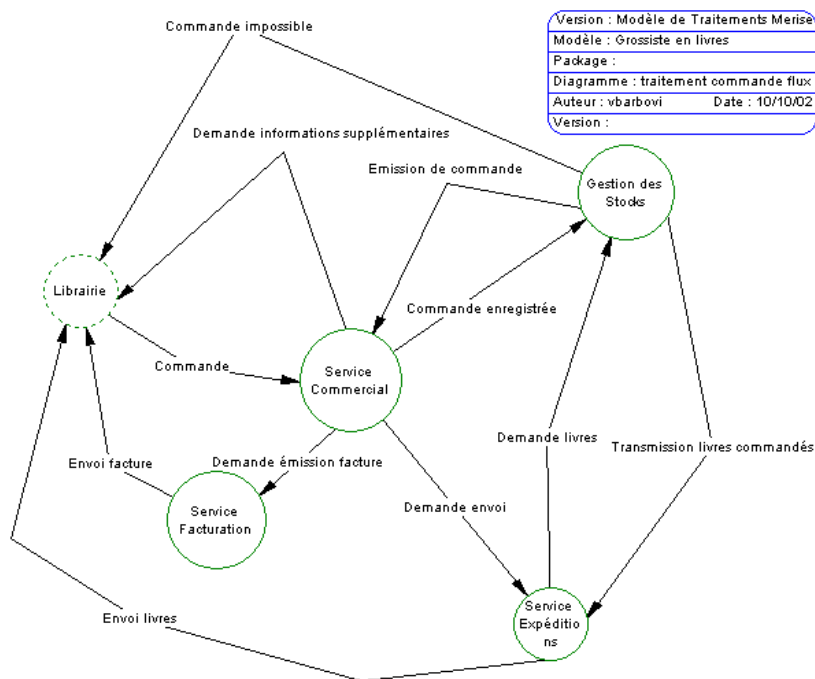 Commande impossible
Version : Modèle de Traitements Merise
Modèle : Grossiste en livres
Package :
Diagramme : traitement commande flux
Auteur : vbarbovi Date : 10/10/02
Version :
Demande informations supplémentaires
Emission de commande
Gestion des
Stocks
Librairie
Commande enregistrée
Commande
Service
Commercial
Demande livres
Transmission livres commandés
Envoi facture
Demande émission facture
Service
Facturation
Demande envoi
Envoi livres
Service
Expéditio
ns